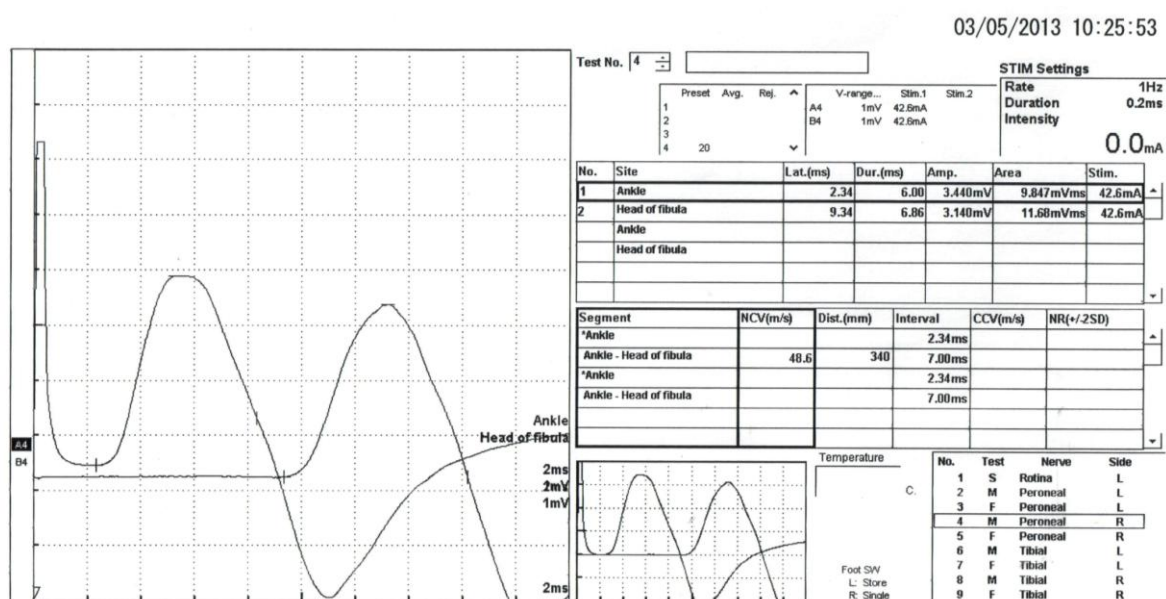 03/05/2013 10:25:53
Test No. 4
STIM Settings
Rate 1Hz
Duration 0.2ms
Intensity
0.0mA
Preset Avg. Rej.
1
2
3
4 20
V-range... Stim.1 Stim.2
A4 1mV 42.6mA
B4 1mV 42.6mA
No. Site Lat.(ms) Dur.(ms) Amp. Area Stim.
1 Ankle 2.34 6.00 3.440mV 9.847mVms 42.6mA
2 Head of fibula 9.34 6.86 3.140mV 11.68mVms 42.6mA
Ankle
Head of fibula
Segment NCV(m/s) Dist.(mm) Interval CCV(m/s) NR(+/-2SD)
*Ankle 2.34ms
Ankle - Head of fibula 48.6 340 7.00ms
*Ankle 2.34ms
Ankle - Head of fibula 7.00ms
A4
B4
Ankle
Head of fibula
2ms
2mV
1mV
2ms
Temperature
C.
Foot SW
L: Store
R: Single
No. Test Nerve Side
1 S Rotina L
2 M Peroneal L
3 F Peroneal L
4 M Peroneal R
5 F Peroneal R
6 M Tibial L
7 F Tibial L
8 M Tibial R
9 F Tibial R